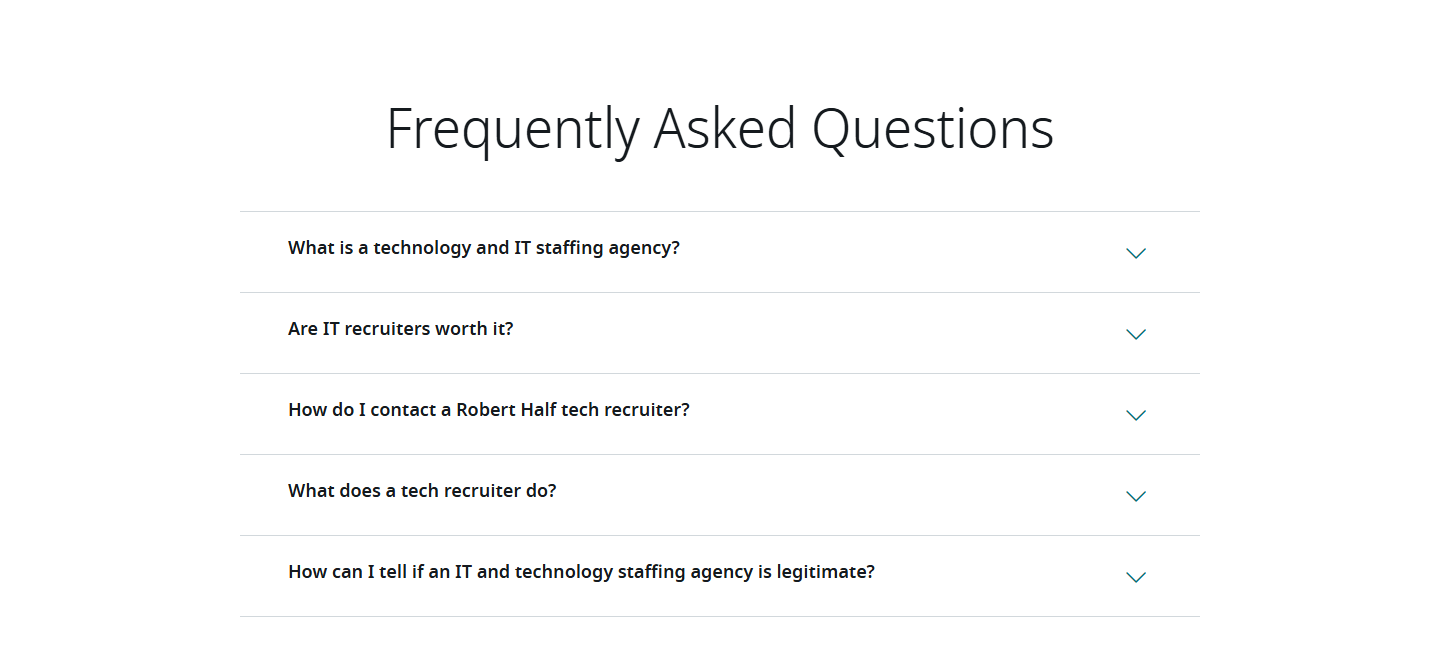 Frequently Asked Questions
What is a technology and IT staffing agency?
Are IT recruiters worth it?
How do I contact a Robert Half tech recruiter?
What does a tech recruiter do?
How can I tell if an IT and technology staffing agency is legitimate?